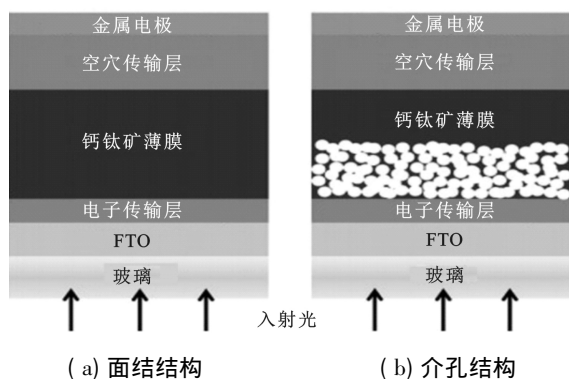 金属电极
空穴传输层
钙钛矿薄膜
电子传输层
FTO
玻璃
金属电极
空穴传输层
钙钛矿薄膜
电子传输层
FTO
玻璃
入射光
(a) 面结结构
(b) 介孔结构